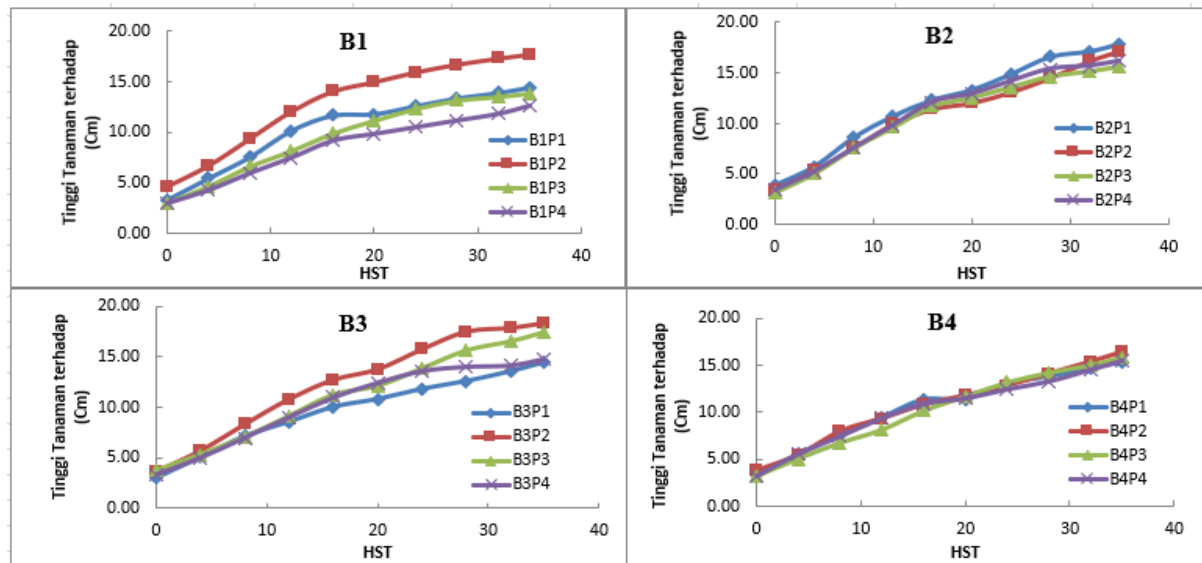 B1
Tinggi Tanaman terhadap
(Cm)
20.00
15.00
10.00
5.00
0.00
0
10
20
30
40
HST
B1P1
B1P2
B1P3
B1P4
B2
Tinggi Tanaman terhadap
(Cm)
20.00
15.00
10.00
5.00
0.00
0
10
20
30
40
HST
B2P1
B2P2
B2P3
B2P4
B3
Tinggi Tanaman terhadap
(Cm)
20.00
15.00
10.00
5.00
0.00
0
10
20
30
40
HST
B3P1
B3P2
B3P3
B3P4
B4
Tinggi Tanaman terhadap
(Cm)
20.00
15.00
10.00
5.00
0.00
0
10
20
30
40
HST
B4P1
B4P2
B4P3
B4P4